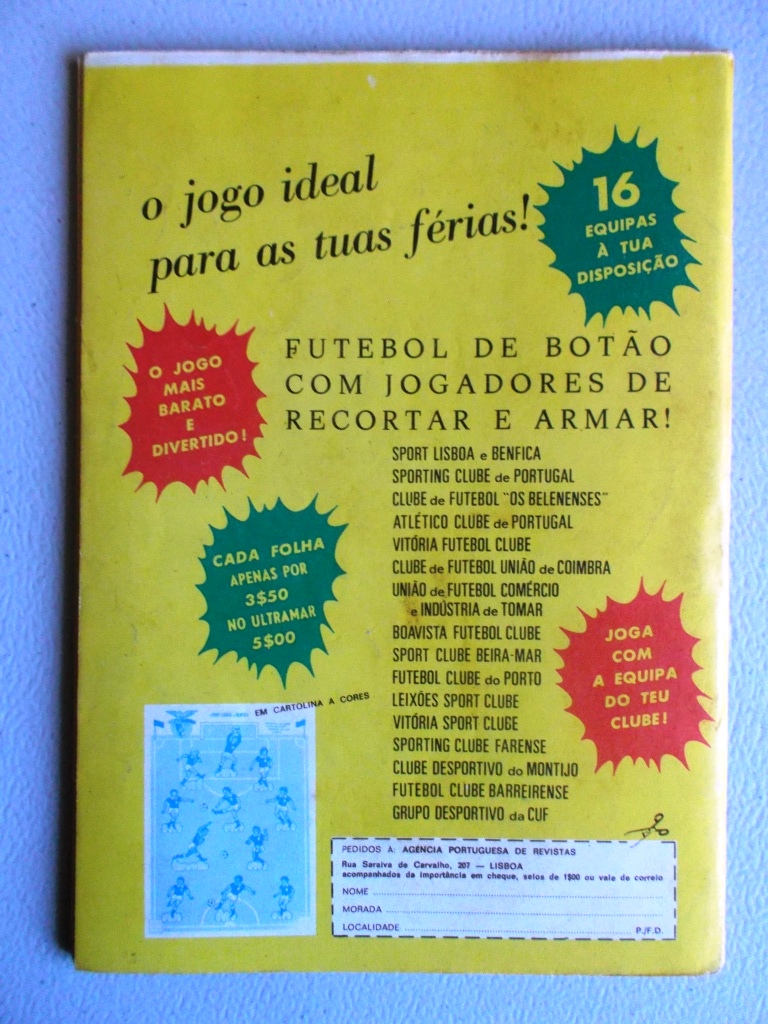 o jogo ideal
para as tuas férias!
16
EQUIPAS
À TUA
DISPOSIÇÃO
O JOGO
MAIS
BARATO
E
DIVERTIDO!
FUTEBOL DE BOTÃO
COM JOGADORES DE
RECORTAR E ARMAR!
SPORT LISBOA e BENFICA
SPORTING CLUBE de PORTUGAL
CLUBE de FUTEBOL "OS BELENENSES"
ATLÉTICO CLUBE de PORTUGAL
VITÓRIA FUTEBOL CLUBE
CLUBE de FUTEBOL UNIÃO de COIMBRA
UNIÃO de FUTEBOL COMÉRCIO
e INDÚSTRIA de TOMAR
BOAVISTA FUTEBOL CLUBE
SPORT CLUBE BEIRA-MAR
FUTEBOL CLUBE do PORTO
LEIXÕES SPORT CLUBE
VITÓRIA SPORT CLUBE
SPORTING CLUBE FARENSE
CLUBE DESPORTIVO do MONTIJO
FUTEBOL CLUBE BARREIRENSE
GRUPO DESPORTIVO da CUF
CADA FOLHA
APENAS POR
3$50
NO ULTRAMAR
5$00
JOGA
COM
A EQUIPA
DO TEU
CLUBE!
EM CARTOLINA A CORES
PEDIDOS À: AGÊNCIA PORTUGUESA DE REVISTAS
Rua Saraiva de Carvalho, 207 — LISBOA
acompanhados da importância em cheque, selos de 1$00 ou vale de correio
NOME
MORADA
LOCALIDADE P./F.D.